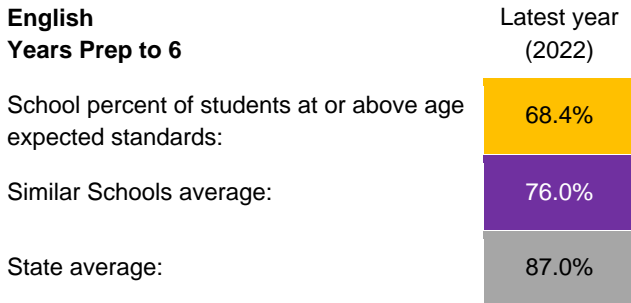 English
Latest year
Years Prep to 6
(2022)
School percent of students at or above age
expected standards:
68.4%
Similar Schools average:
76.0%
State average:
87.0%